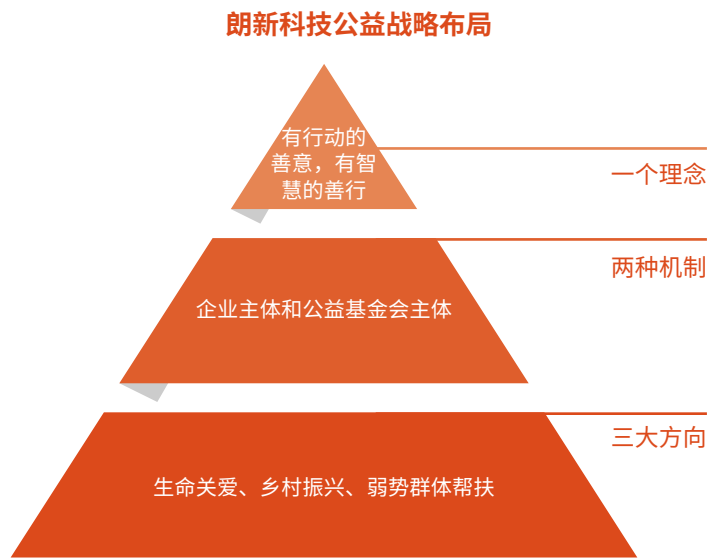 朗新科技公益战略布局
有行动的
善意，有智
慧的善行
一个理念
两种机制
企业主体和公益基金会主体
三大方向
生命关爱、乡村振兴、弱势群体帮扶